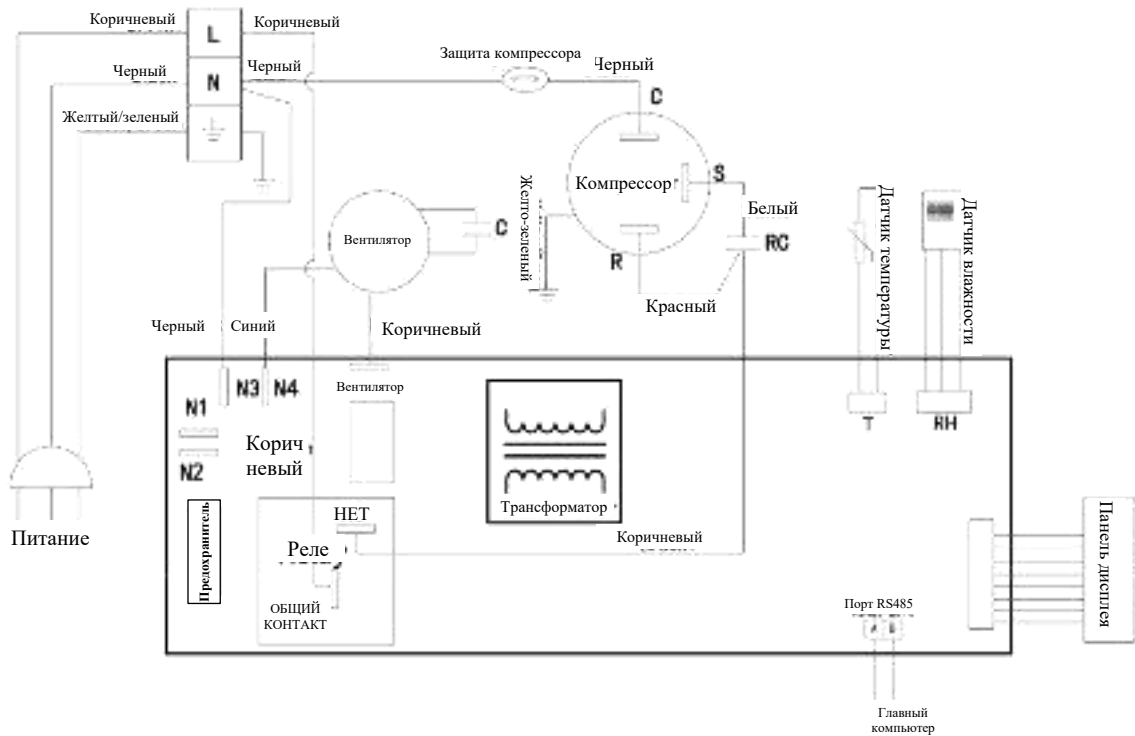 Коричневый
L
Коричневый
Черный
N
Черный
Защита компрессора
Черный
C
Желтый/зеленый
Компрессор
S
Желто-зеленый
Белый
Вентилятор
C
R
RC
Красный
Датчик температуры
Датчик влажности
Черный
Синий
Коричневый
N3
N4
Вентилятор
N1
Корич
невый
N2
T
RH
Трансформатор
Питание
Предохранитель
НЕТ
Реле
Коричневый
ОБЩИЙ
КОНТАКТ
Порт RS485
A
B
Панель дисплея
Главный
компьютер